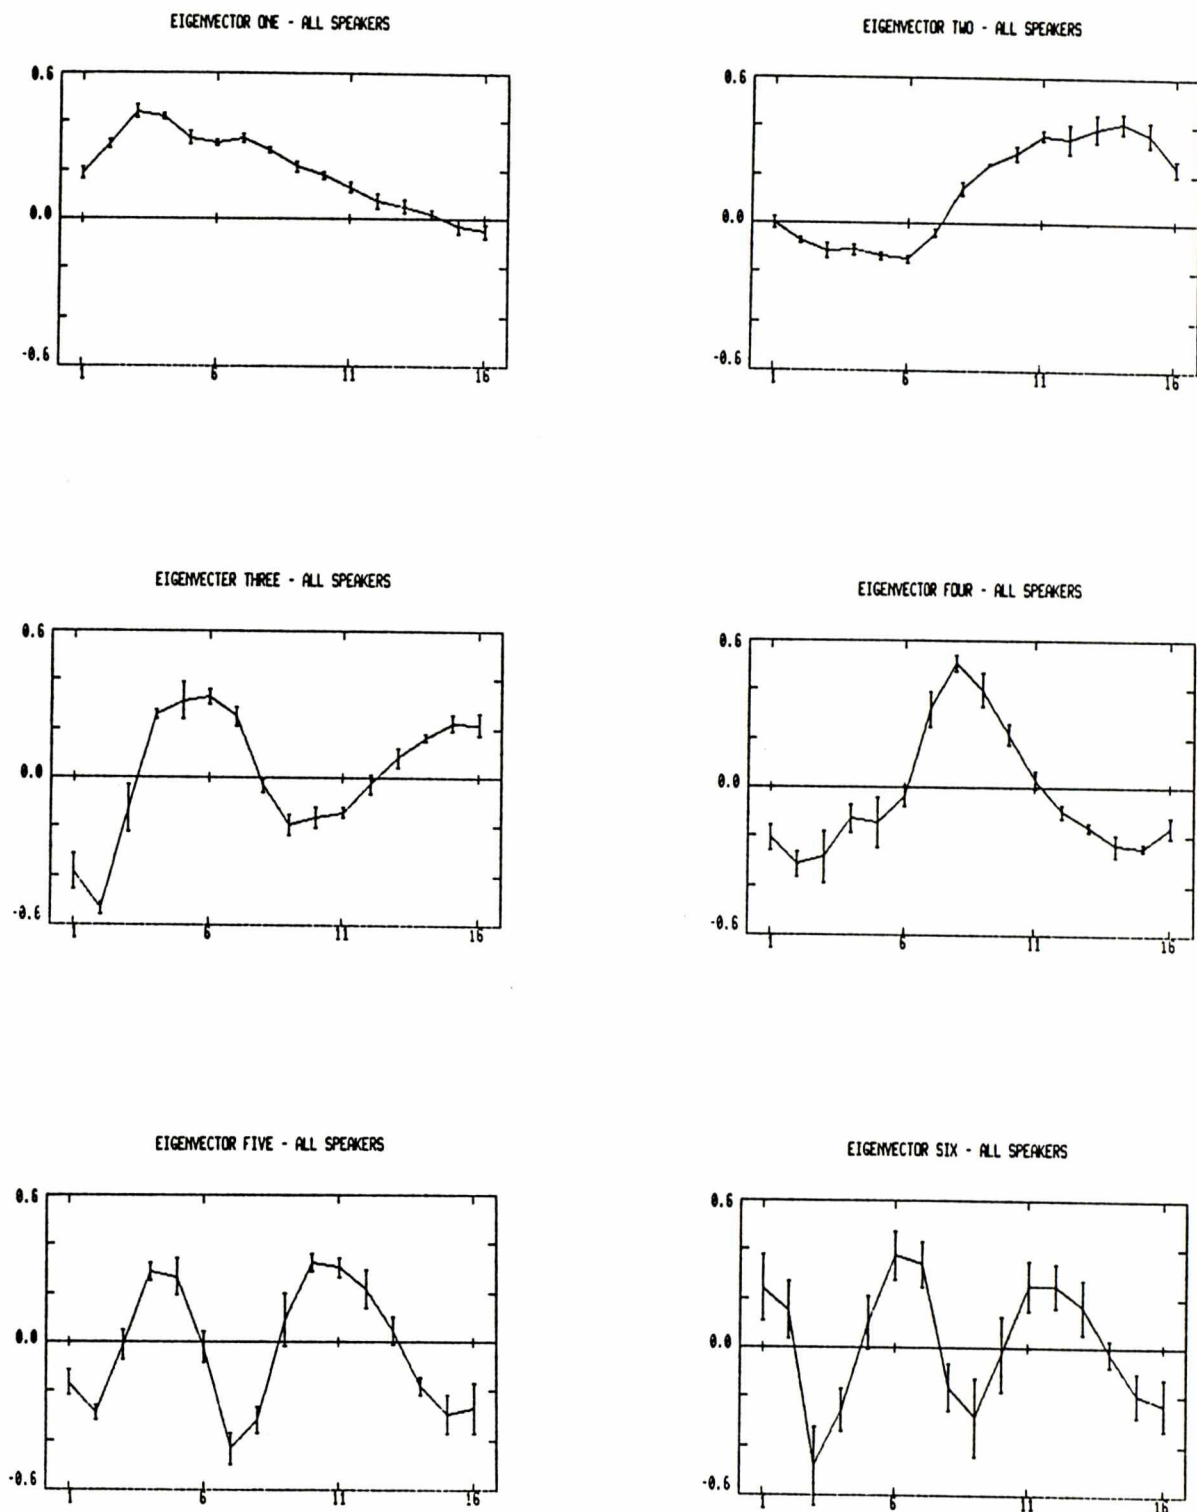 EIGENVECTOR ONE - ALL SPEAKERS
0.6
0.0
-0.6
1 6 11 16
EIGENVECTOR TWO - ALL SPEAKERS
0.6
0.0
-0.6
1 6 11 16
EIGENVECTER THREE - ALL SPEAKERS
0.6
0.0
-0.6
1 6 11 16
EIGENVECTOR FOUR - ALL SPEAKERS
0.6
0.0
-0.6
1 6 11 16
EIGENVECTOR FIVE - ALL SPEAKERS
0.6
0.0
-0.6
1 6 11 16
EIGENVECTOR SIX - ALL SPEAKERS
0.6
0.0
-0.6
1 6 11 16